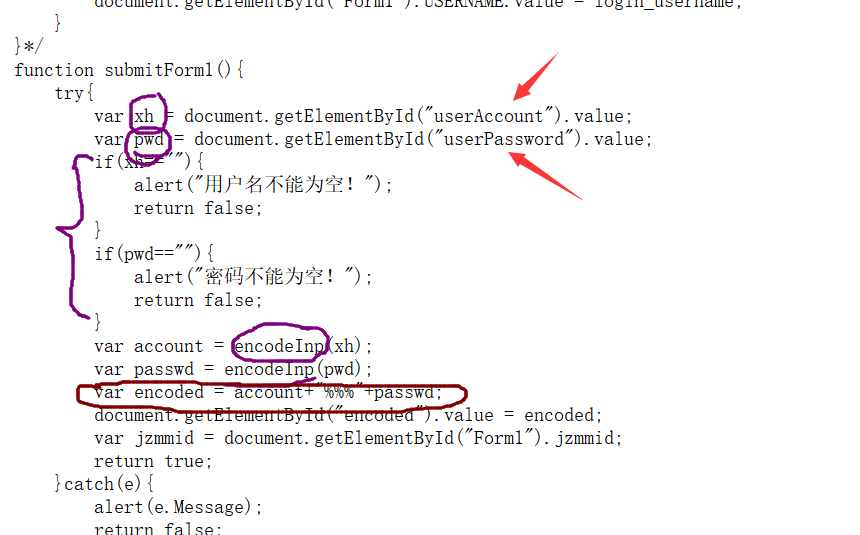 document.getElementById("Form1").USERNAME.value = login_username;
}
}*/
function submitForm1(){
try{
var xh = document.getElementById("userAccount").value;
var pwd = document.getElementById("userPassword").value;
if(xh==""){
alert("用户名不能为空！");
return false;
}
if(pwd==""){
alert("密码不能为空！");
return false;
}
var account = encodeInp(xh);
var passwd = encodeInp(pwd);
var encoded = account+"%%%"+passwd;
document.getElementById("encoded").value = encoded;
var jzmmid = document.getElementById("Form1").jzmmid;
return true;
}catch(e){
alert(e.Message);
return false;